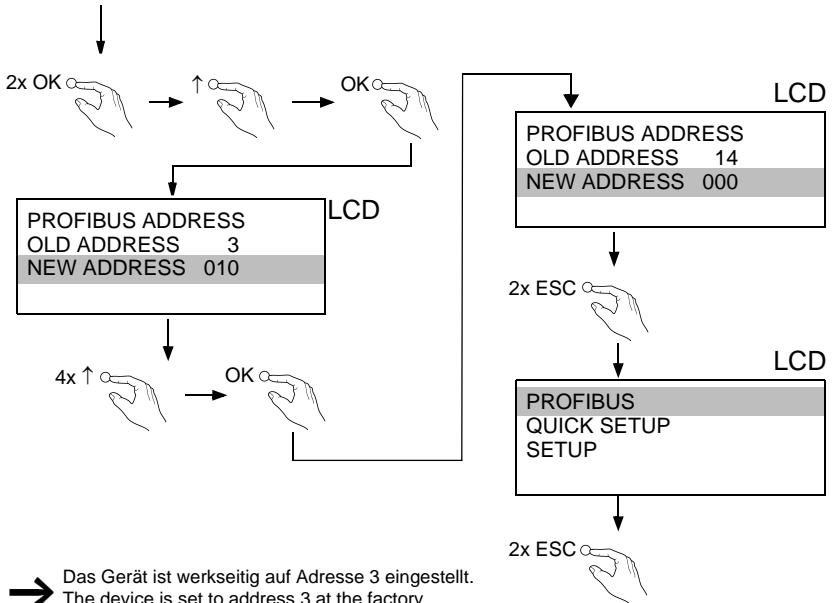 2x OK
↑
OK
LCD
PROFIBUS ADDRESS
OLD ADDRESS 3
NEW ADDRESS 010
4x ↑
OK
LCD
PROFIBUS ADDRESS
OLD ADDRESS 14
NEW ADDRESS 000
2x ESC
LCD
PROFIBUS
QUICK SETUP
SETUP
2x ESC
Das Gerät ist werkseitig auf Adresse 3 eingestellt.
The device is set to address 3 at the factory